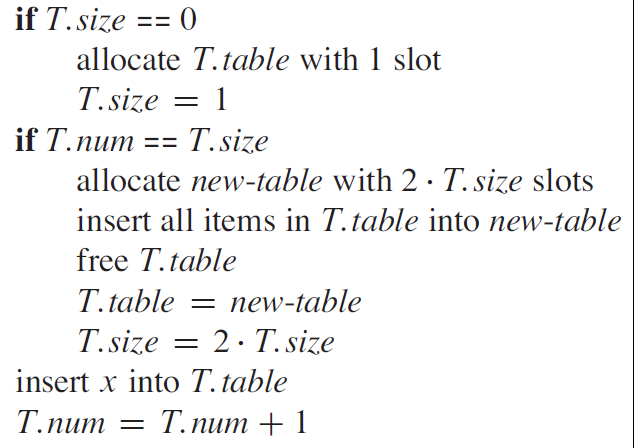 if T.size == 0
allocate T.table with 1 slot
T.size = 1
if T.num == T.size
allocate new-table with 2 · T.size slots
insert all items in T.table into new-table
free T.table
T.table = new-table
T.size = 2 · T.size
insert x into T.table
T.num = T.num + 1